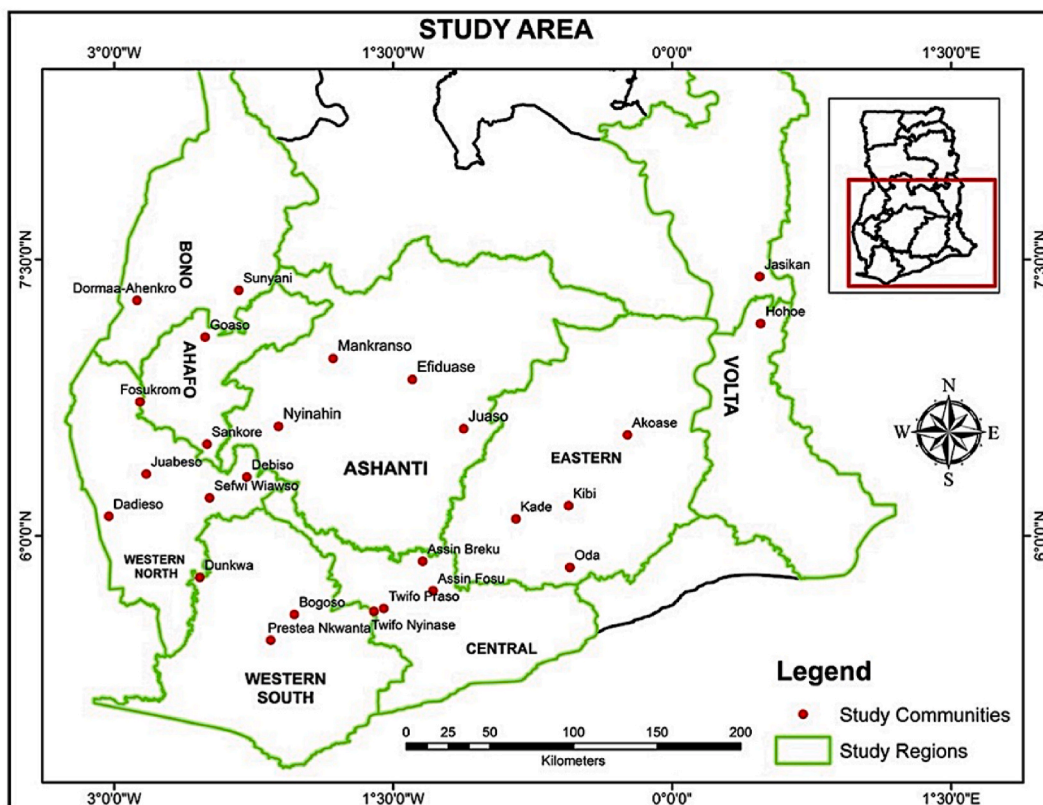 STUDY AREA
3°0'0"W
1°30'0"W
0°0'0"
1°30'0"E
7°30'0"N
7°30'0"N
BONO
Jasikan
Sunyani
Dormaa-Ahenkro
Hohoe
Goaso
AHAFO
Mankranso
Efiduase
VOLTA
Fosukrom
Nyinahin
Juaso
Akoase
Sankore
N
W
E
S
Juabeso
Debiso
ASHANTI
EASTERN
Sefwi Wiawso
Dadieso
Kade
Kibi
6°0'0"N
6°0'0"N
Assin Breku
Oda
WESTERN
NORTH
Dunkwa
Assin Fosu
Bogoso
Twifo Praso
Prestea Nkwanta
Twifo Nyinase
CENTRAL
WESTERN
SOUTH
Legend
Study Communities
Study Regions
0 25 50 100 150 200
Kilometers
3°0'0"W
1°30'0"W
0°0'0"
1°30'0"E